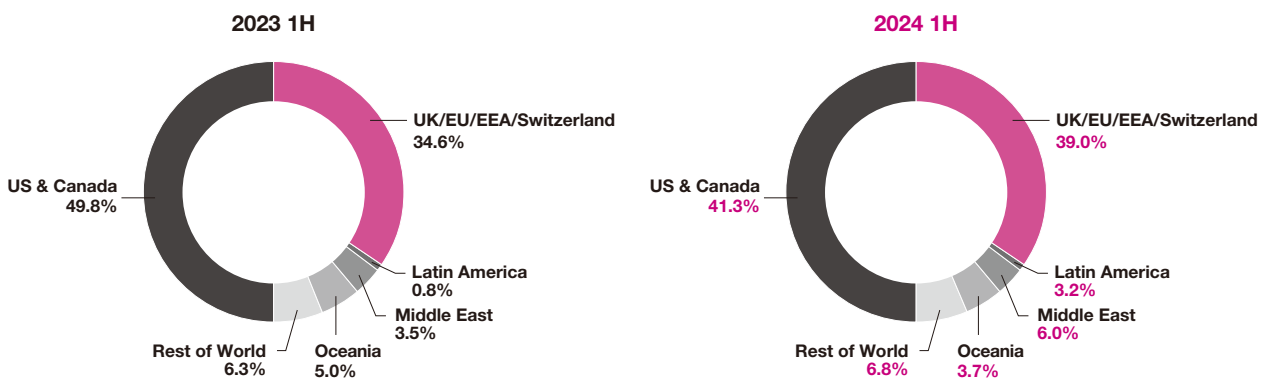 2023 1H
UK/EU/EEA/Switzerland
34.6%
US & Canada
49.8%
Latin America
0.8%
Middle East
3.5%
Oceania
5.0%
Rest of World
6.3%
2024 1H
UK/EU/EEA/Switzerland
39.0%
US & Canada
41.3%
Latin America
3.2%
Middle East
6.0%
Oceania
3.7%
Rest of World
6.8%